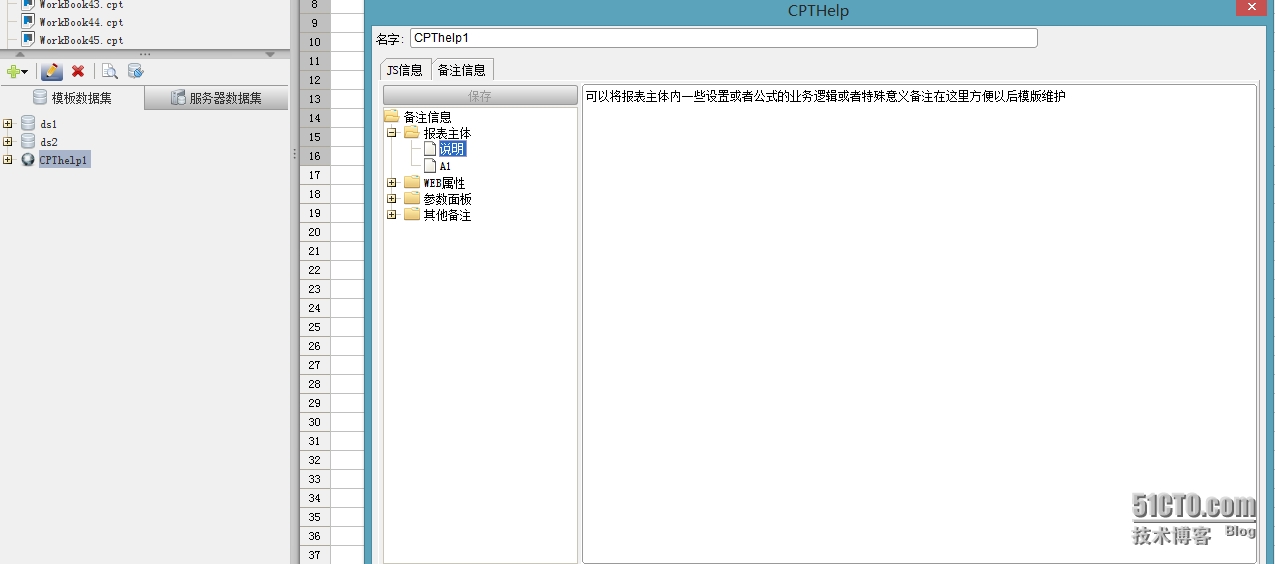 WorkBook43.cpt
WorkBook44.cpt
WorkBook45.cpt
模板数据集
服务器数据集
ds1
ds2
CPThelp1
8
9
10
11
12
13
14
15
16
17
18
19
20
21
22
23
24
25
26
27
28
29
30
31
32
33
34
35
36
37
CPTHelp
名字:
CPThelp1
JS信息
备注信息
保存
备注信息
报表主体
说明
A1
WEB属性
参数面板
其他备注
可以将报表主体内一些设置或者公式的业务逻辑或者特殊意义备注在这里方便以后模版维护
51CTO.com
技术博客 Blog